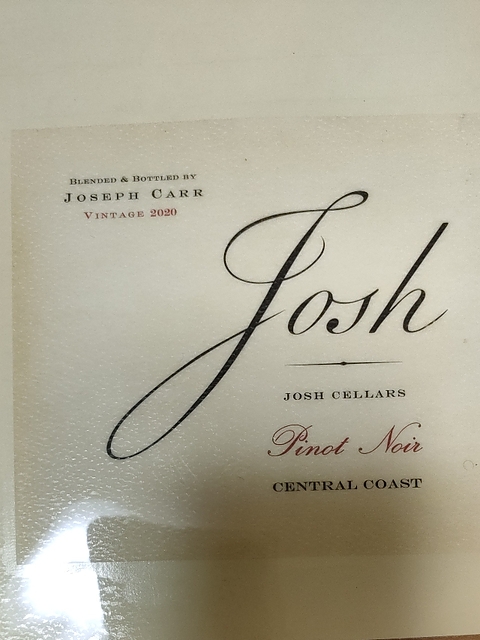 Blended & Bottled by
Joseph Carr
Vintage 2020
Josh
JOSH CELLARS
Pinot Noir
CENTRAL COAST